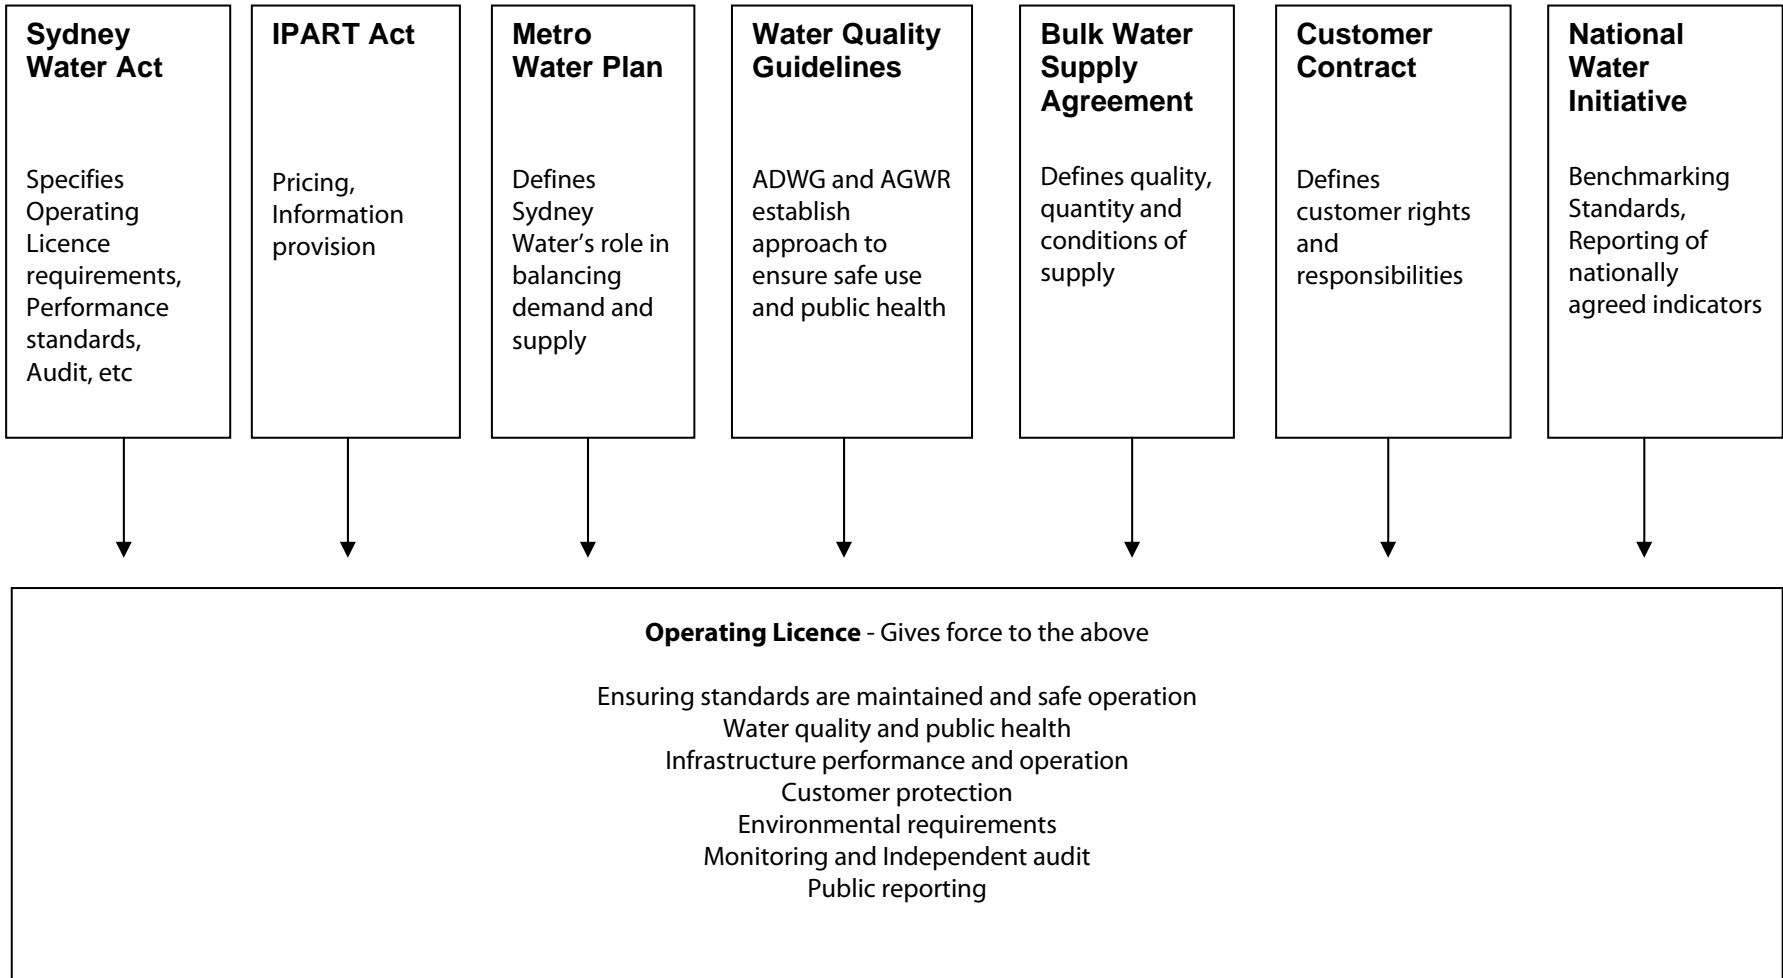 Sydney
Water Act
Specifies
Operating
Licence
requirements,
Performance
standards,
Audit, etc
IPART Act
Pricing,
Information
provision
Metro
Water Plan
Defines
Sydney
Water’s role in
balancing
demand and
supply
Water Quality
Guidelines
ADWG and AGWR
establish
approach to
ensure safe use
and public health
Bulk Water
Supply
Agreement
Defines quality,
quantity and
conditions of
supply
Customer
Contract
Defines
customer rights
and
responsibilities
National
Water
Initiative
Benchmarking
Standards,
Reporting of
nationally
agreed indicators
Operating Licence - Gives force to the above
Ensuring standards are maintained and safe operation
Water quality and public health
Infrastructure performance and operation
Customer protection
Environmental requirements
Monitoring and Independent audit
Public reporting